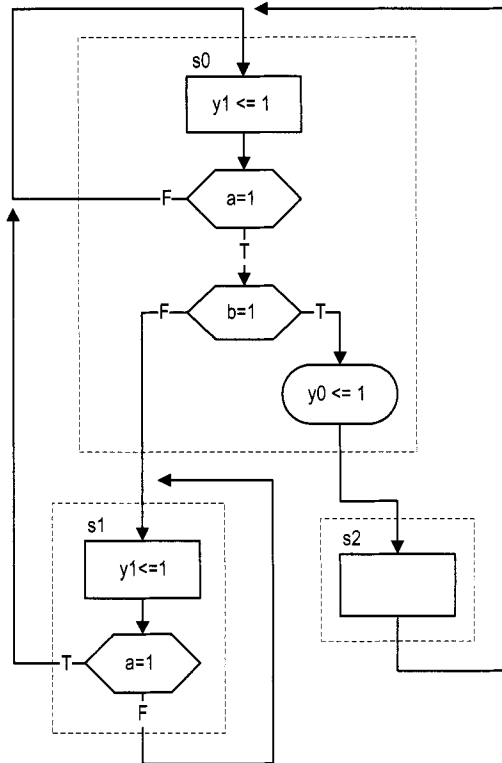 s0
y1 <= 1
F
a=1
T
F
b=1
T
y0 <= 1
s1
y1<=1
s2
T
a=1
F